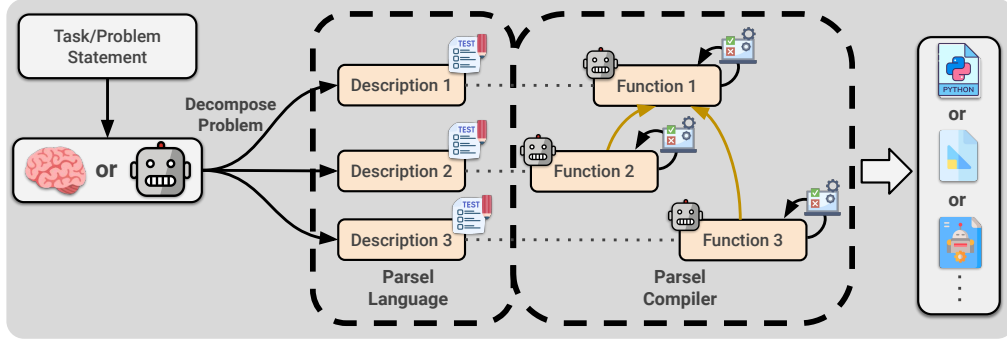 Task/Problem
Statement
Decompose
Problem
or
TEST
Description 1
TEST
Description 2
TEST
Description 3
Parsel
Language
Function 1
Function 2
Function 3
Parsel
Compiler
PYTHON
or
or